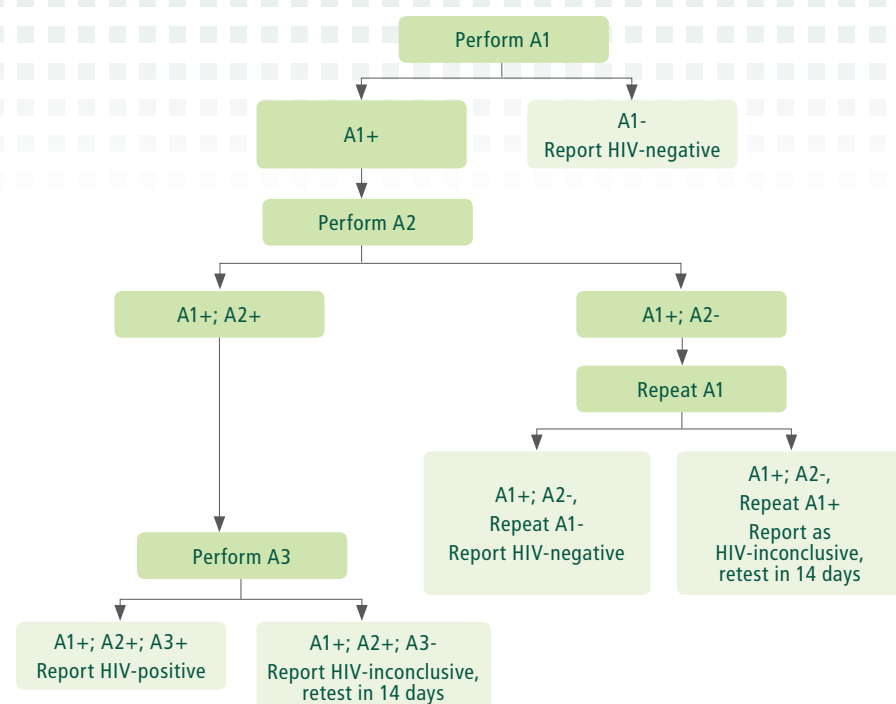 Perform A1
A1+
A1-
Report HIV-negative
Perform A2
A1+; A2+
A1+; A2-
Repeat A1
A1+; A2-,
Repeat A1-
Report HIV-negative
A1+; A2-,
Repeat A1+
Report as
HIV-inconclusive,
retest in 14 days
Perform A3
A1+; A2+; A3+
Report HIV-positive
A1+; A2+; A3-
Report HIV-inconclusive,
retest in 14 days